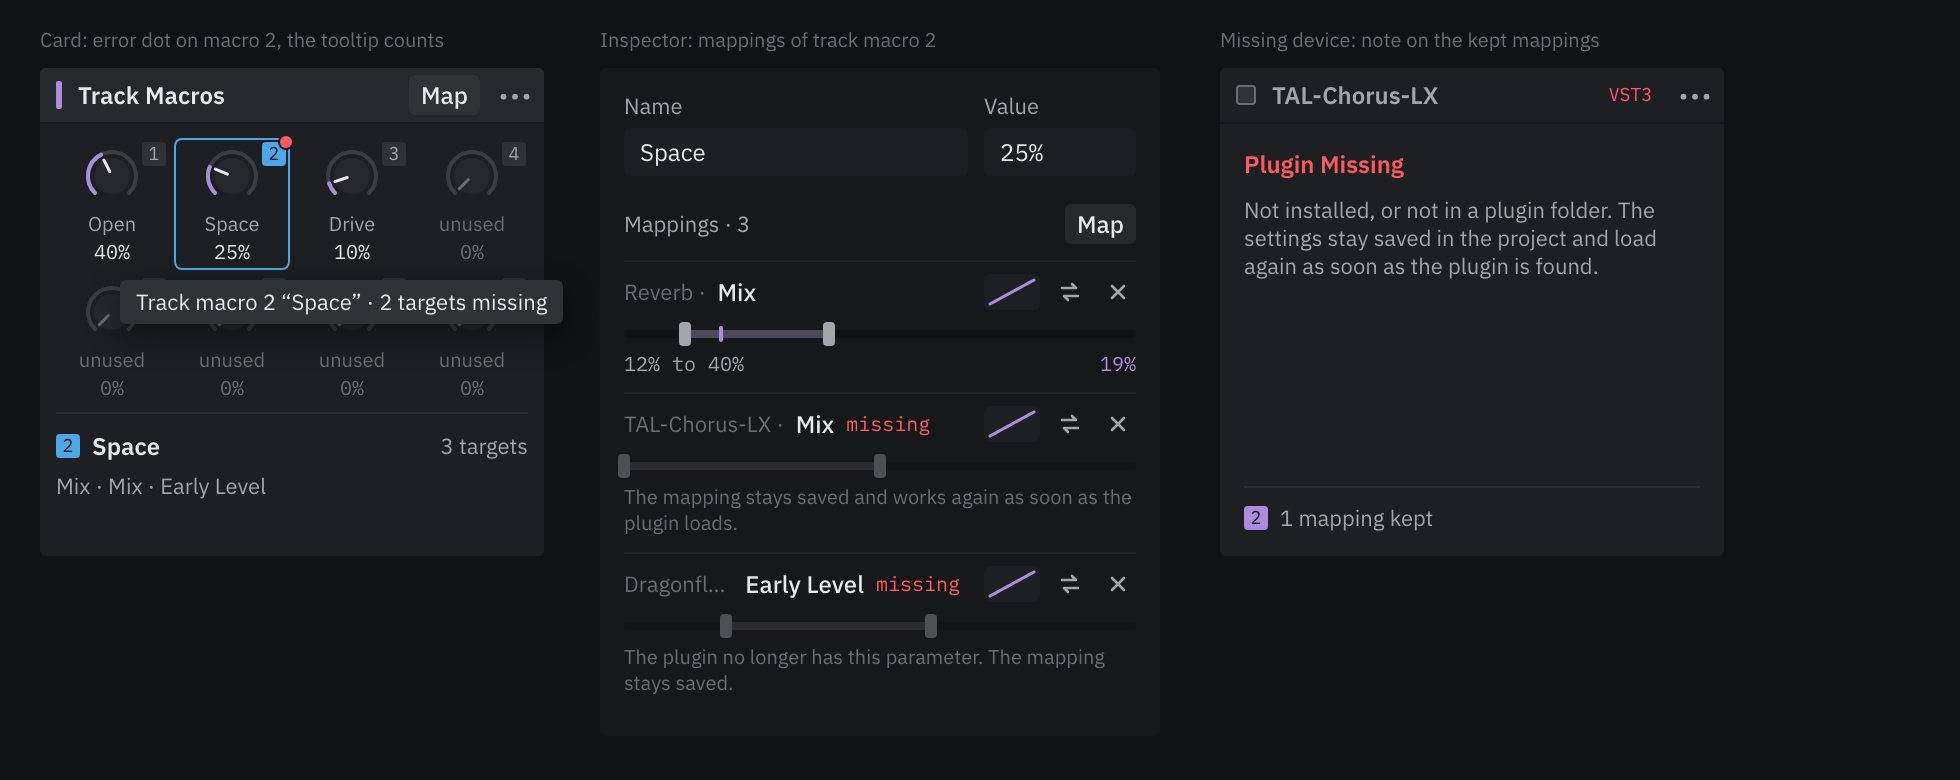 Card: error dot on macro 2, the tooltip counts
Track Macros
Map
1
2
3
4
Open
Space
Drive
unused
40%
25%
10%
0%
Track macro 2 “Space” · 2 targets missing
unused
unused
unused
unused
0%
0%
0%
0%
2 Space
3 targets
Mix · Mix · Early Level
Inspector: mappings of track macro 2
Name
Value
Space
25%
Mappings · 3
Map
Reverb · Mix
12% to 40%
19%
TAL-Chorus-LX · Mix missing
The mapping stays saved and works again as soon as the
plugin loads.
Dragonfl… Early Level missing
The plugin no longer has this parameter. The mapping
stays saved.
Missing device: note on the kept mappings
TAL-Chorus-LX
VST3
Plugin Missing
Not installed, or not in a plugin folder. The
settings stay saved in the project and load
again as soon as the plugin is found.
2 1 mapping kept